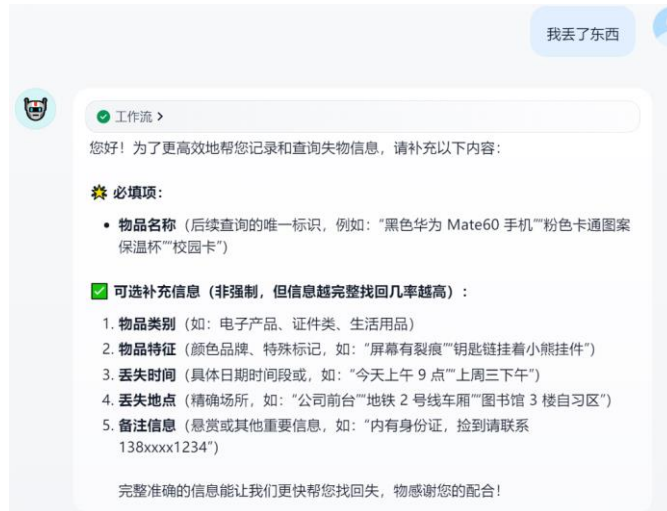 我丢了东西
工作流 >
您好！为了更高效地帮您记录和查询失物信息，请补充以下内容：
必填项：
• 物品名称（后续查询的唯一标识，例如：“黑色华为 Mate60 手机”“粉色卡通图案
保温杯”“校园卡”）
可选补充信息（非强制，但信息越完整找回几率越高）：
1. 物品类别（如：电子产品、证件类、生活用品）
2. 物品特征（颜色品牌、特殊标记，如：“屏幕有裂痕”“钥匙链挂着小熊挂件”）
3. 丢失时间（具体日期时间段或，如：“今天上午 9 点”“上周三下午”）
4. 丢失地点（精确场所，如：“公司前台”“地铁 2 号线车厢”“图书馆 3 楼自习区”）
5. 备注信息（悬赏或其他重要信息，如：“内有身份证，捡到请联系
138xxxx1234”）
完整准确的信息能让我们更快帮您找回失，物感谢您的配合！